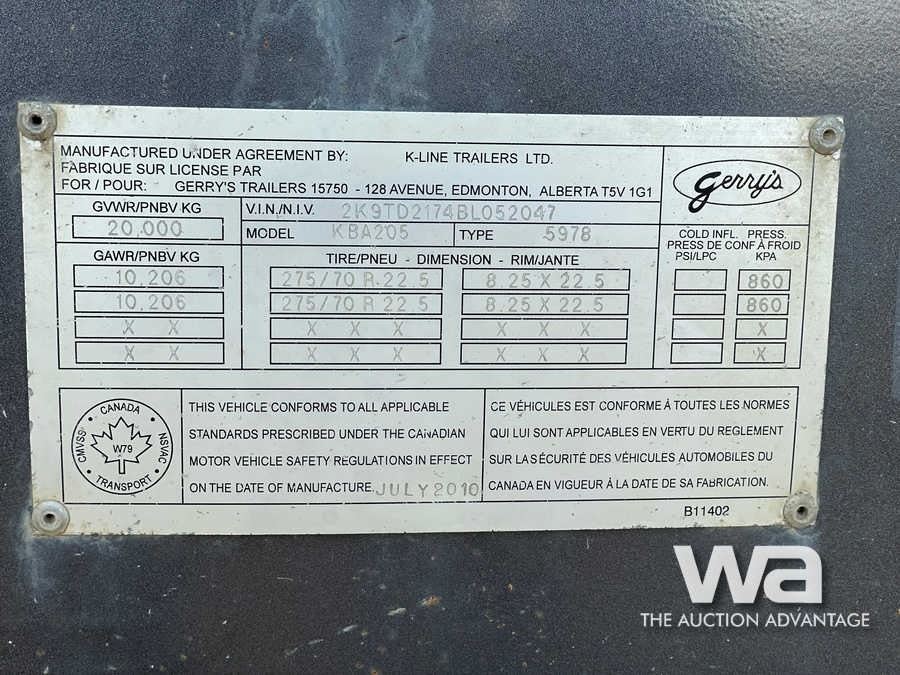 MANUFACTURED UNDER AGREEMENT BY: K-LINE TRAILERS LTD.
FABRIQUE SUR LICENSE PAR
FOR / POUR: GERRY'S TRAILERS 15750 - 128 AVENUE, EDMONTON, ALBERTA T5V 1G1
Gerry's
GVWR/PNBV KG
20,000
V.I.N./N.I.V. 2K9TD2174BL052047
MODEL KBA205 TYPE 5978
COLD INFL. PRESS.
PRESS DE CONF À FROID
PSI/LPC KPA
GAWR/PNBV KG TIRE/PNEU - DIMENSION - RIM/JANTE
10,206 275/70 R 22.5 8.25 X 22.5 860
10,206 275/70 R 22.5 8.25 X 22.5 860
X X X X X X X X X X
X X X X X X X X X X
CANADA
CMVSS NSVAC
W79
TRANSPORT
THIS VEHICLE CONFORMS TO ALL APPLICABLE
STANDARDS PRESCRIBED UNDER THE CANADIAN
MOTOR VEHICLE SAFETY REGULATIONS IN EFFECT
ON THE DATE OF MANUFACTURE. JULY 2010
CE VÉHICULES EST CONFORME À TOUTES LES NORMES
QUI LUI SONT APPLICABLES EN VERTU DU REGLEMENT
SUR LA SÉCURITÉ DES VÉHICULES AUTOMOBILES DU
CANADA EN VIGUEUR À LA DATE DE SA FABRICATION.
B11402
wa
THE AUCTION ADVANTAGE